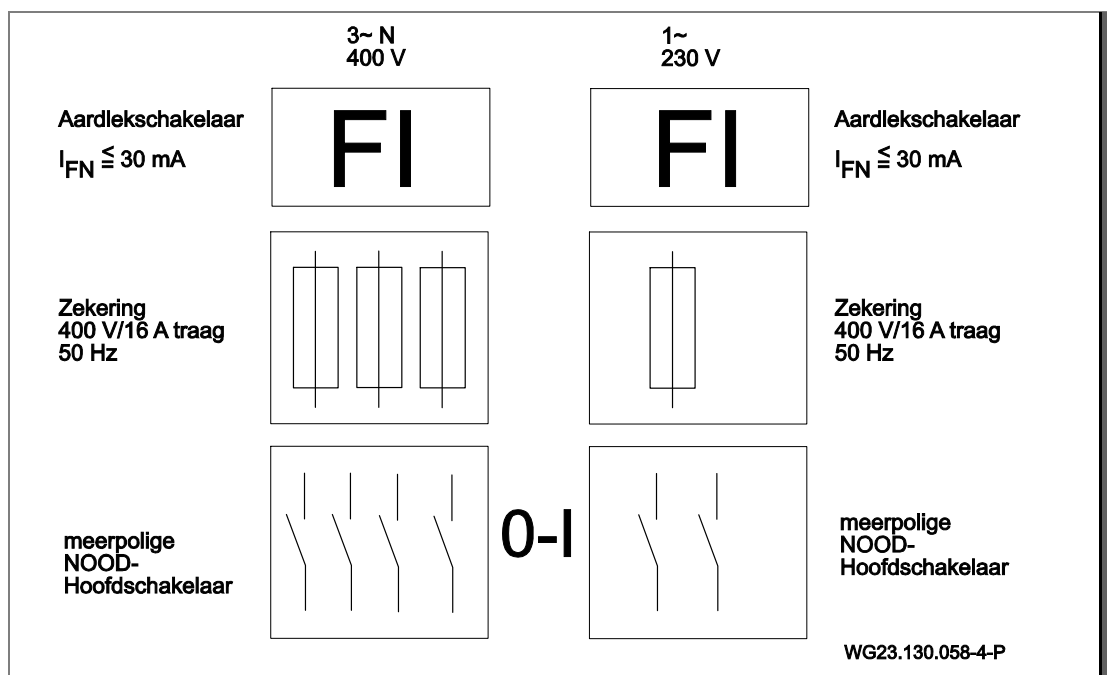 3~ N
400 V
1~
230 V
Aardlekschakelaar
I_FN ≦ 30 mA
FI
FI
Aardlekschakelaar
I_FN ≦ 30 mA
Zekering
400 V/16 A traag
50 Hz
Zekering
400 V/16 A traag
50 Hz
meerpolige
NOOD-
Hoofdschakelaar
0-I
meerpolige
NOOD-
Hoofdschakelaar
WG23.130.058-4-P